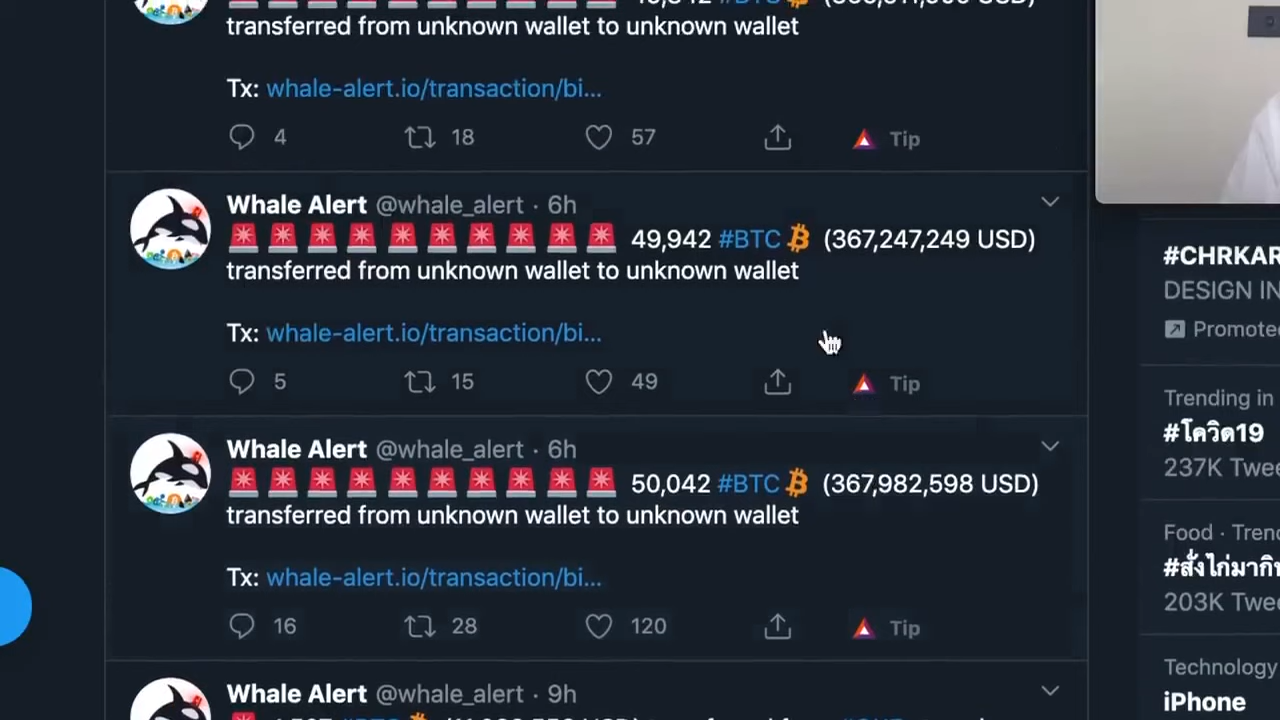 transferred from unknown wallet to unknown wallet
Tx: whale-alert.io/transaction/bi...
4 18 57 Tip
Whale Alert @whale_alert · 6h
49,942 #BTC (367,247,249 USD)
transferred from unknown wallet to unknown wallet
Tx: whale-alert.io/transaction/bi...
5 15 49 Tip
Whale Alert @whale_alert · 6h
50,042 #BTC (367,982,598 USD)
transferred from unknown wallet to unknown wallet
Tx: whale-alert.io/transaction/bi...
16 28 120 Tip
Whale Alert @whale_alert · 9h
#CHRKAR
DESIGN IN
Promoted
Trending in
#โควิด19
237K Twee
Food · Trend
#สั่งไก่มากิน
203K Twee
Technology
iPhone